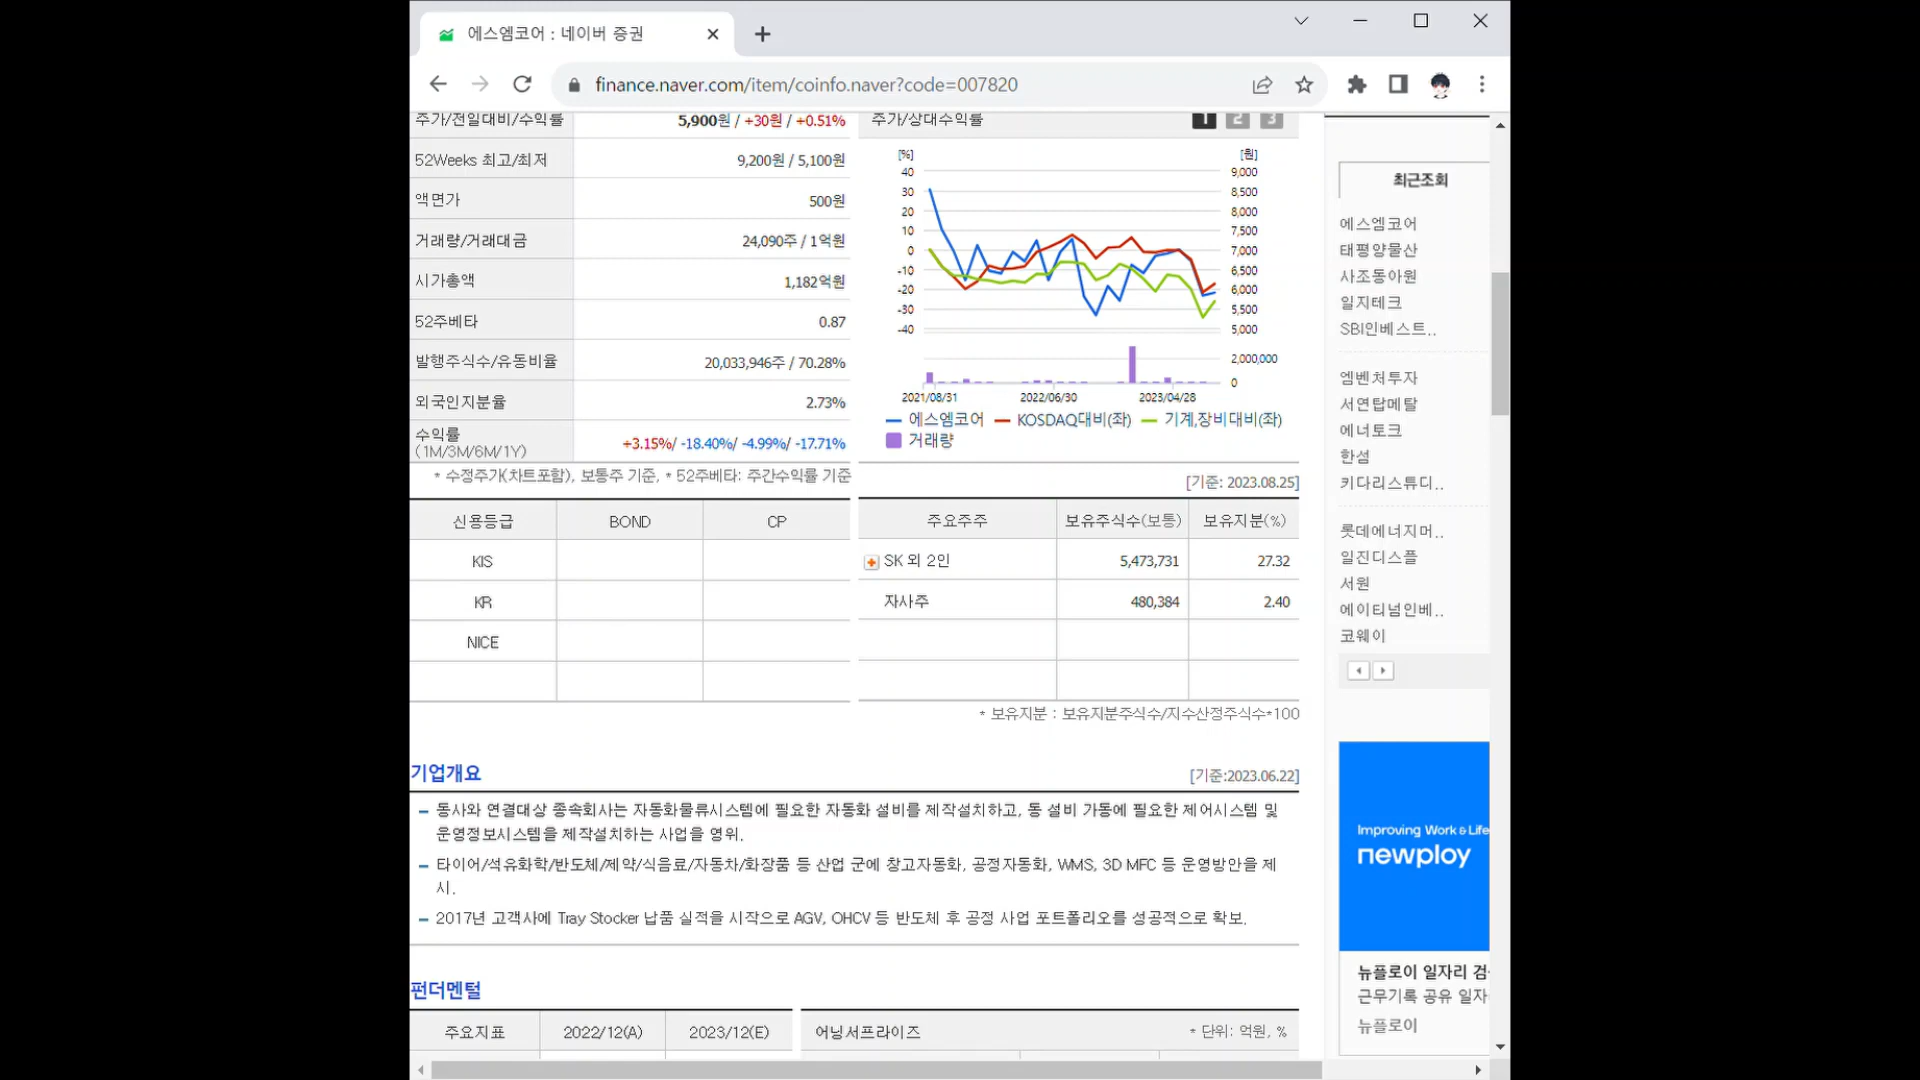 에스엠코어 : 네이버 증권
finance.naver.com/item/coinfo.naver?code=007820
주가/전일대비/수익률 5,900원 / +30원 / +0.51%
52Weeks 최고/최저 9,200원 / 5,100원
액면가 500원
거래량/거래대금 24,090주 / 1억원
시가총액 1,182억원
52주베타 0.87
발행주식수/유동비율 20,033,946주 / 70.28%
외국인지분율 2.73%
수익률
(1M/3M/6M/1Y) +3.15%/ -18.40%/ -4.99%/ -17.71%
* 수정주가(차트포함), 보통주 기준, * 52주베타: 주간수익률 기준
주가/상대수익률 1 2 3
[%] [원]
40 9,000
30 8,500
20 8,000
10 7,500
0 7,000
-10 6,500
-20 6,000
-30 5,500
-40 5,000
2,000,000
0
2021/08/31 2022/06/30 2023/04/28
에스엠코어 KOSDAQ대비(좌) 기계,장비대비(좌)
거래량
[기준: 2023.08.25]
신용등급 BOND CP
KIS
KR
NICE
주요주주 보유주식수(보통) 보유지분(%)
SK 외 2인 5,473,731 27.32
자사주 480,384 2.40
* 보유지분 : 보유지분주식수/지수산정주식수*100
기업개요 [기준:2023.06.22]
동사와 연결대상 종속회사는 자동화물류시스템에 필요한 자동화 설비를 제작설치하고, 동 설비 가동에 필요한 제어시스템 및
운영정보시스템을 제작설치하는 사업을 영위.
타이어/석유화학/반도체/제약/식음료/자동차/화장품 등 산업 군에 창고자동화, 공정자동화, WMS, 3D MFC 등 운영방안을 제
시.
2017년 고객사에 Tray Stocker 납품 실적을 시작으로 AGV, OHCV 등 반도체 후 공정 사업 포트폴리오를 성공적으로 확보.
펀더멘털
주요지표 2022/12(A) 2023/12(E)
어닝서프라이즈 * 단위: 억원, %
최근조회
에스엠코어
태평양물산
사조동아원
일지테크
SBI인베스트..
엠벤처투자
서연탑메탈
에너토크
한섬
키다리스튜디..
롯데에너지머..
일진디스플
서원
에이티넘인베..
코웨이
Improving Work & Life
newploy
뉴플로이 일자리 검
근무기록 공유 일자
뉴플로이